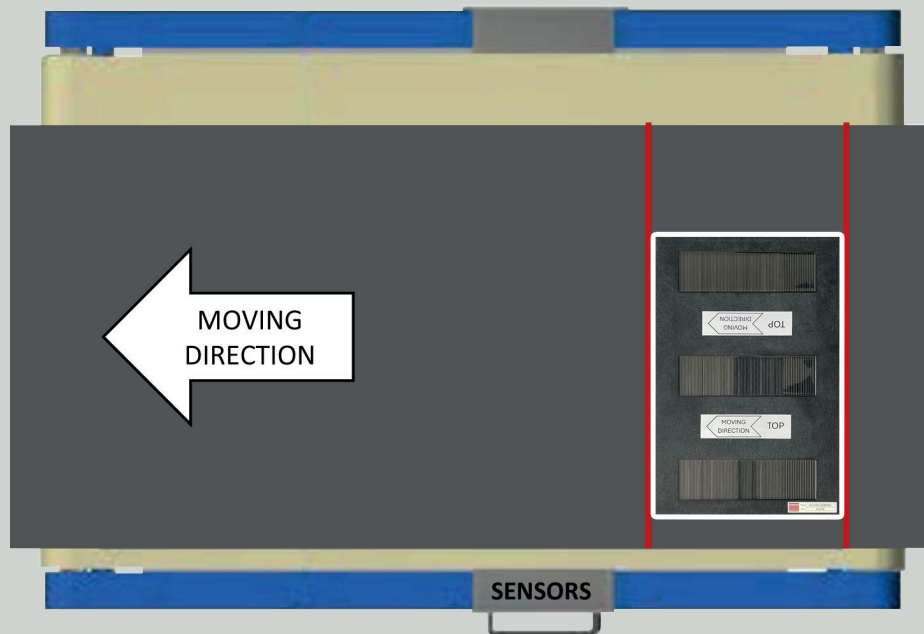 MOVING
DIRECTION
TOP
MOVING
DIRECTION
MOVING
DIRECTION
TOP
SENSORS